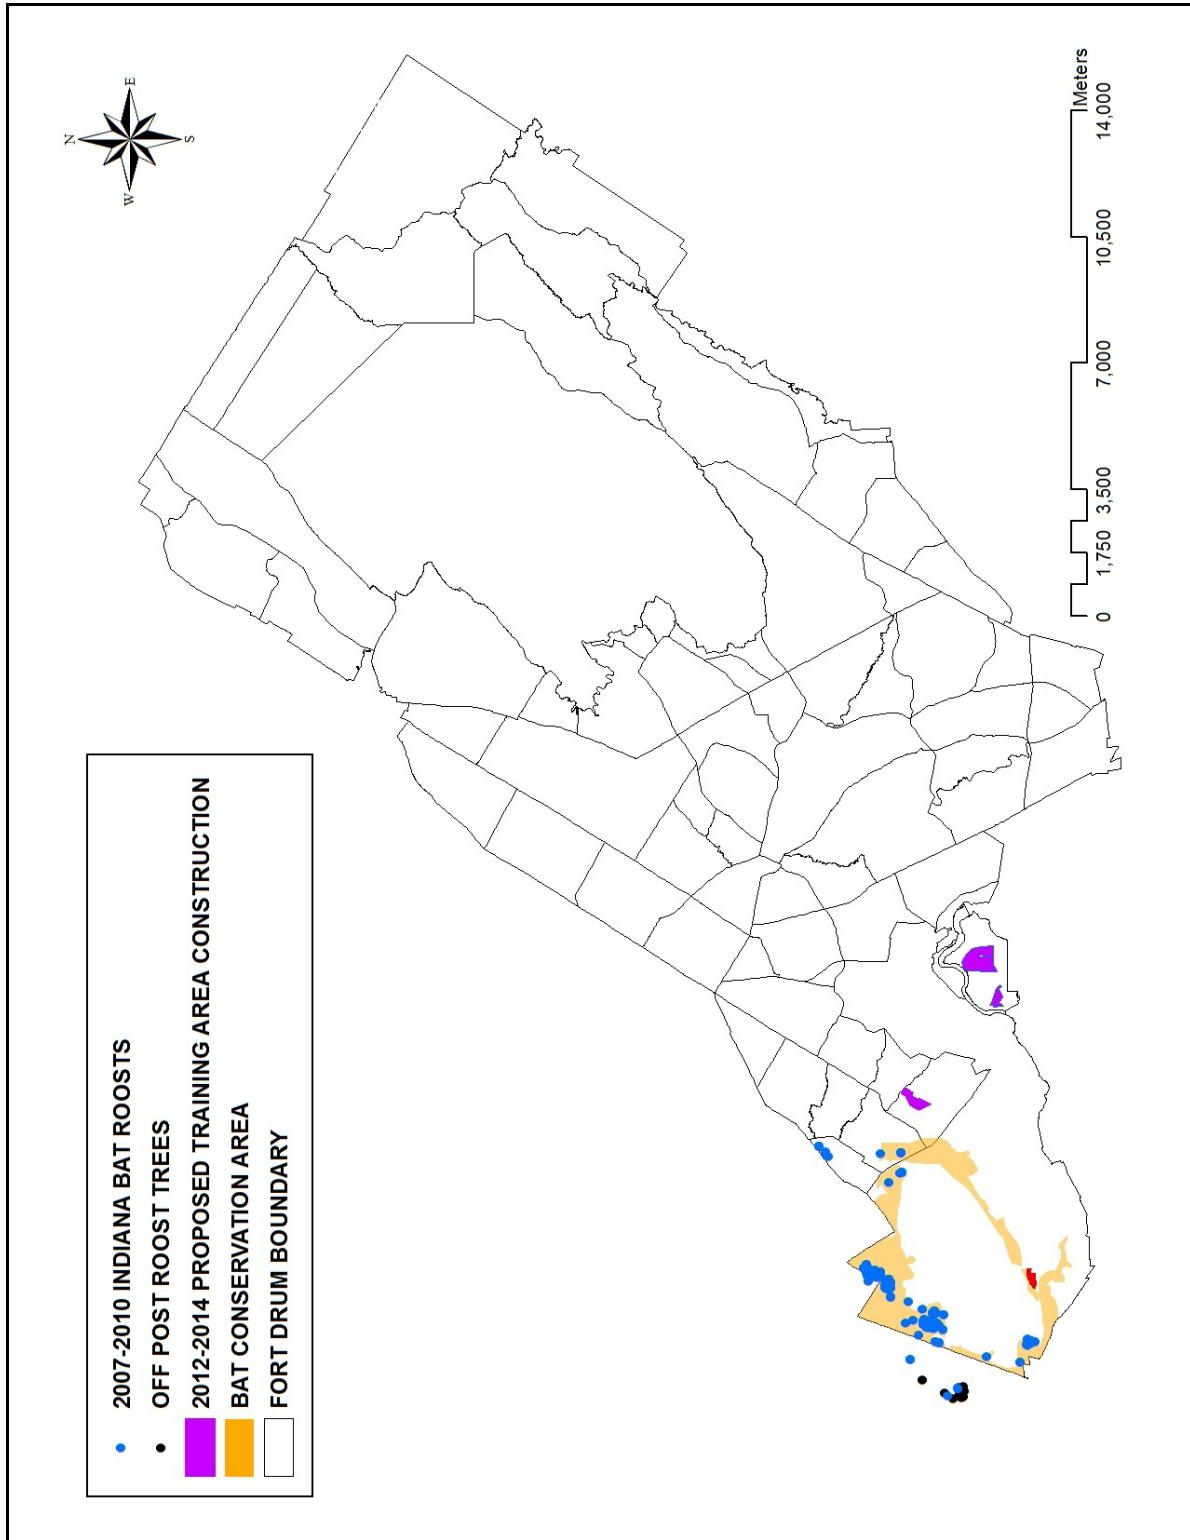 N
W
E
S
2007-2010 INDIANA BAT ROOSTS
OFF POST ROOST TREES
2012-2014 PROPOSED TRAINING AREA CONSTRUCTION
BAT CONSERVATION AREA
FORT DRUM BOUNDARY
0 1,750 3,500 7,000 10,500 14,000
Meters